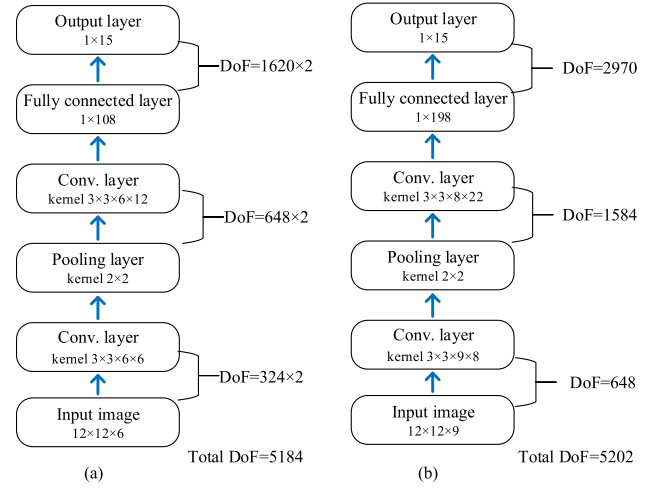 Output layer
1×15
DoF=1620×2
Fully connected layer
1×108
Conv. layer
kernel 3×3×6×12
DoF=648×2
Pooling layer
kernel 2×2
Conv. layer
kernel 3×3×6×6
DoF=324×2
Input image
12×12×6
Total DoF=5184
(a)
Output layer
1×15
DoF=2970
Fully connected layer
1×198
Conv. layer
kernel 3×3×8×22
DoF=1584
Pooling layer
kernel 2×2
Conv. layer
kernel 3×3×9×8
DoF=648
Input image
12×12×9
Total DoF=5202
(b)